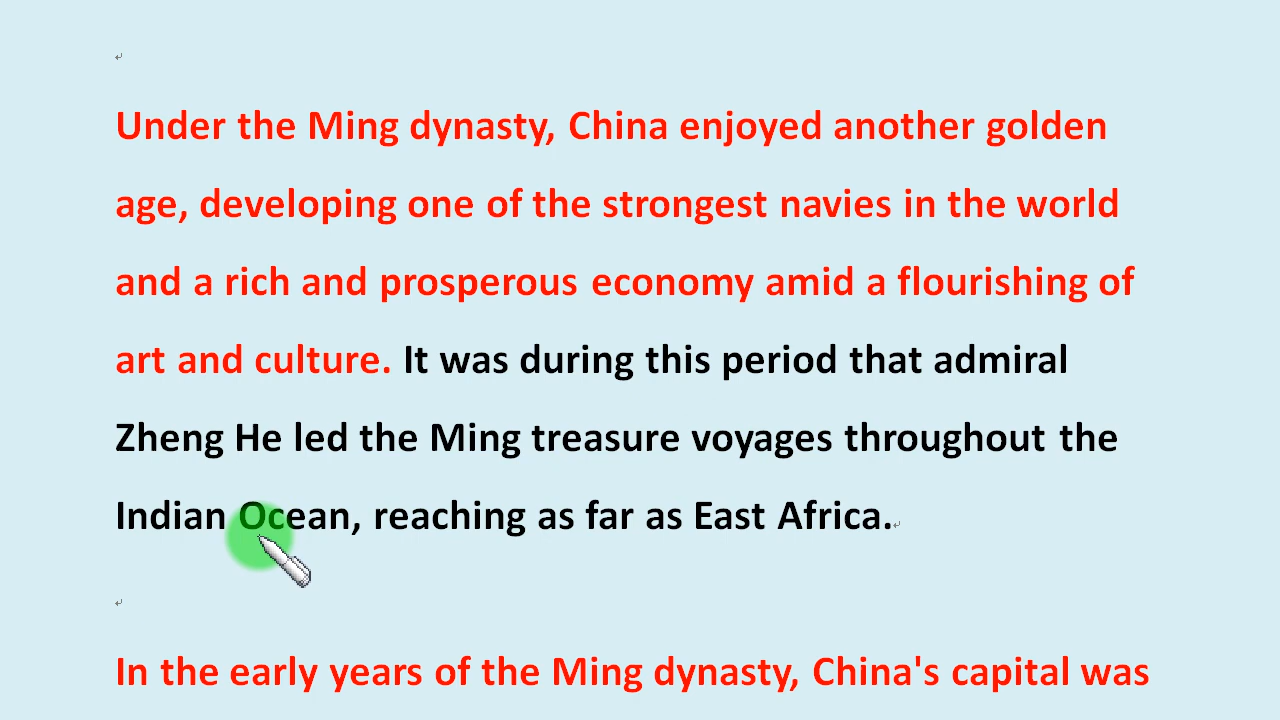 Under the Ming dynasty, China enjoyed another golden
age, developing one of the strongest navies in the world
and a rich and prosperous economy amid a flourishing of
art and culture. It was during this period that admiral
Zheng He led the Ming treasure voyages throughout the
Indian Ocean, reaching as far as East Africa.
In the early years of the Ming dynasty, China's capital was